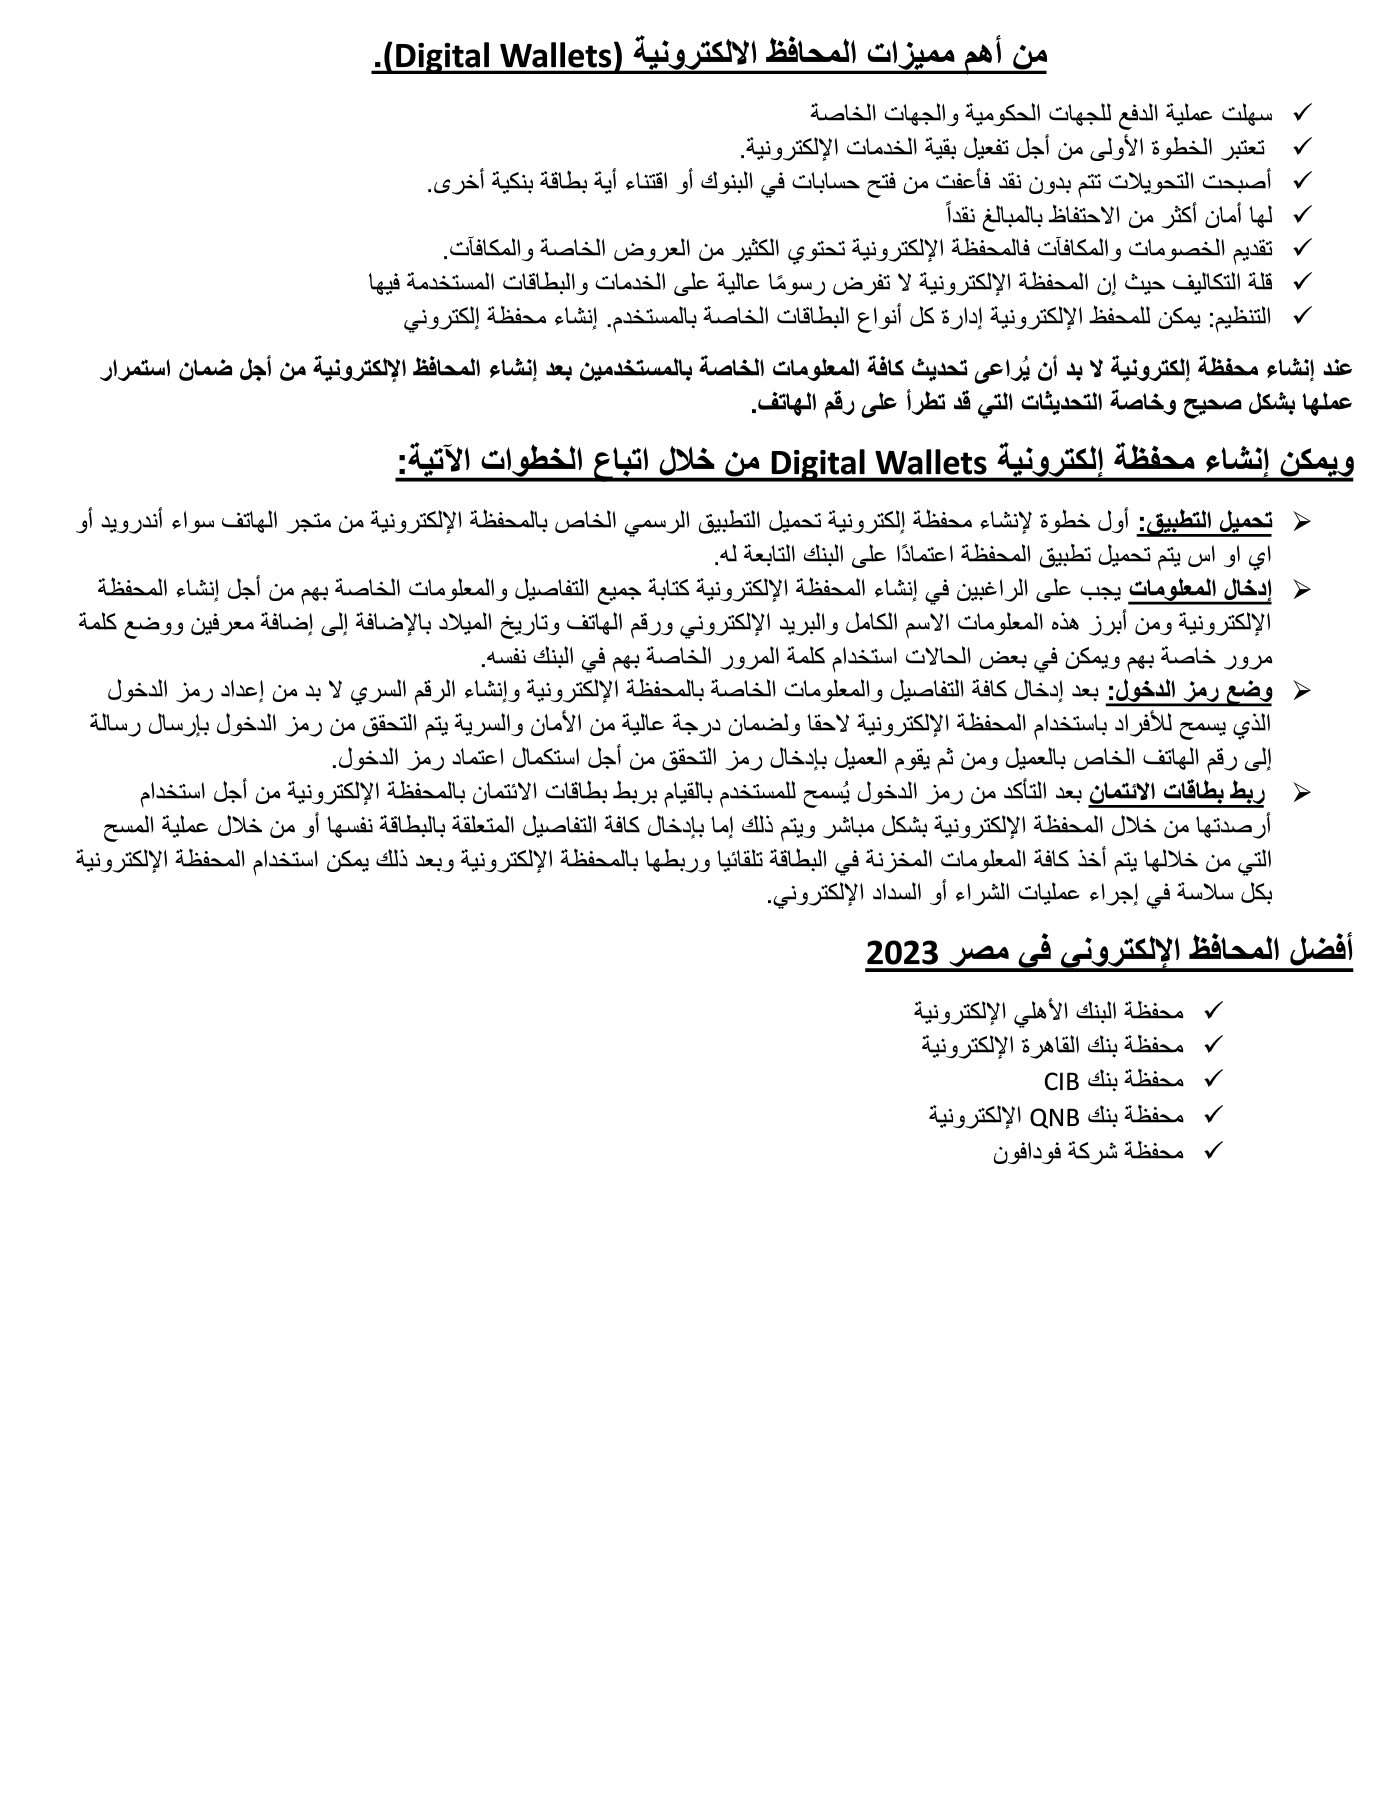 من أهم مميزات المحافظ الالكترونية (Digital Wallets).
✓ سهلت عملية الدفع للجهات الحكومية والجهات الخاصة
✓ تعتبر الخطوة الأولى من أجل تفعيل بقية الخدمات الإلكترونية.
✓ أصبحت التحويلات تتم بدون نقد فأعفت من فتح حسابات في البنوك أو اقتناء أية بطاقة بنكية أخرى.
✓ لها أمان أكثر من الاحتفاظ بالمبالغ نقداً
✓ تقديم الخصومات والمكافآت فالمحفظة الإلكترونية تحتوي الكثير من العروض الخاصة والمكافآت.
✓ قلة التكاليف حيث إن المحفظة الإلكترونية لا تفرض رسومًا عالية على الخدمات والبطاقات المستخدمة فيها
✓ التنظيم: يمكن للمحفظ الإلكترونية إدارة كل أنواع البطاقات الخاصة بالمستخدم. إنشاء محفظة إلكتروني
عند إنشاء محفظة إلكترونية لا بد أن يُراعى تحديث كافة المعلومات الخاصة بالمستخدمين بعد إنشاء المحافظ الإلكترونية من أجل ضمان استمرار
عملها بشكل صحيح وخاصة التحديثات التي قد تطرأ على رقم الهاتف.
ويمكن إنشاء محفظة إلكترونية Digital Wallets من خلال اتباع الخطوات الآتية:
➢ تحميل التطبيق: أول خطوة لإنشاء محفظة إلكترونية تحميل التطبيق الرسمي الخاص بالمحفظة الإلكترونية من متجر الهاتف سواء أندرويد أو
اي او اس يتم تحميل تطبيق المحفظة اعتمادًا على البنك التابعة له.
➢ إدخال المعلومات يجب على الراغبين في إنشاء المحفظة الإلكترونية كتابة جميع التفاصيل والمعلومات الخاصة بهم من أجل إنشاء المحفظة
الإلكترونية ومن أبرز هذه المعلومات الاسم الكامل والبريد الإلكتروني ورقم الهاتف وتاريخ الميلاد بالإضافة إلى إضافة معرفين ووضع كلمة
مرور خاصة بهم ويمكن في بعض الحالات استخدام كلمة المرور الخاصة بهم في البنك نفسه.
➢ وضع رمز الدخول: بعد إدخال كافة التفاصيل والمعلومات الخاصة بالمحفظة الإلكترونية وإنشاء الرقم السري لا بد من إعداد رمز الدخول
الذي يسمح للأفراد باستخدام المحفظة الإلكترونية لاحقا ولضمان درجة عالية من الأمان والسرية يتم التحقق من رمز الدخول بإرسال رسالة
إلى رقم الهاتف الخاص بالعميل ومن ثم يقوم العميل بإدخال رمز التحقق من أجل استكمال اعتماد رمز الدخول.
➢ ربط بطاقات الائتمان بعد التأكد من رمز الدخول يُسمح للمستخدم بالقيام بربط بطاقات الائتمان بالمحفظة الإلكترونية من أجل استخدام
أرصدتها من خلال المحفظة الإلكترونية بشكل مباشر ويتم ذلك إما بإدخال كافة التفاصيل المتعلقة بالبطاقة نفسها أو من خلال عملية المسح
التي من خلالها يتم أخذ كافة المعلومات المخزنة في البطاقة تلقائيا وربطها بالمحفظة الإلكترونية وبعد ذلك يمكن استخدام المحفظة الإلكترونية
بكل سلاسة في إجراء عمليات الشراء أو السداد الإلكتروني.
أفضل المحافظ الإلكتروني في مصر 2023
✓ محفظة البنك الأهلي الإلكترونية
✓ محفظة بنك القاهرة الإلكترونية
✓ محفظة بنك CIB
✓ محفظة بنك QNB الإلكترونية
✓ محفظة شركة فودافون